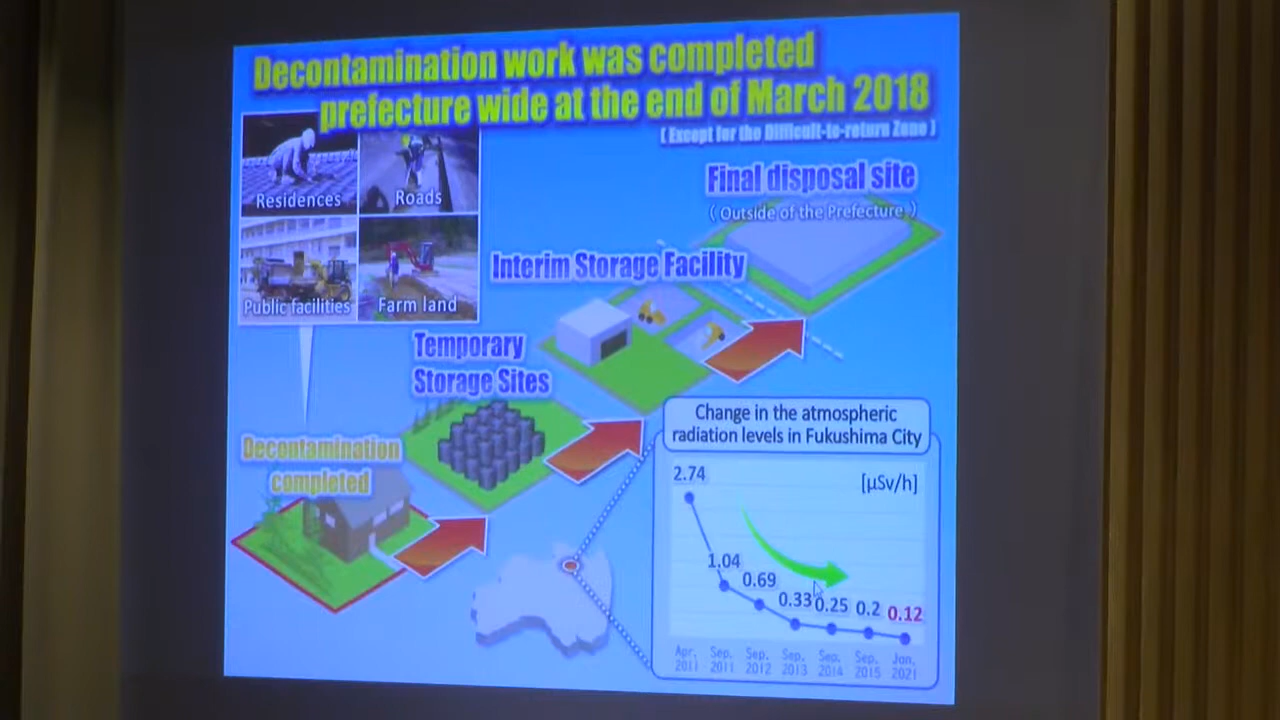 Decontamination work was completed
prefecture wide at the end of March 2018
[ Except for the Difficult-to-return Zone ]
Residences
Roads
Public facilities
Farm land
Final disposal site
( Outside of the Prefecture )
Interim Storage Facility
Temporary
Storage Sites
Decontamination
completed
Change in the atmospheric
radiation levels in Fukushima City
[μSv/h]
2.74
1.04
0.69
0.33
0.25
0.2
0.12
Apr. 2011
Sep. 2011
Sep. 2012
Sep. 2013
Sep. 2014
Sep. 2015
Jan. 2021